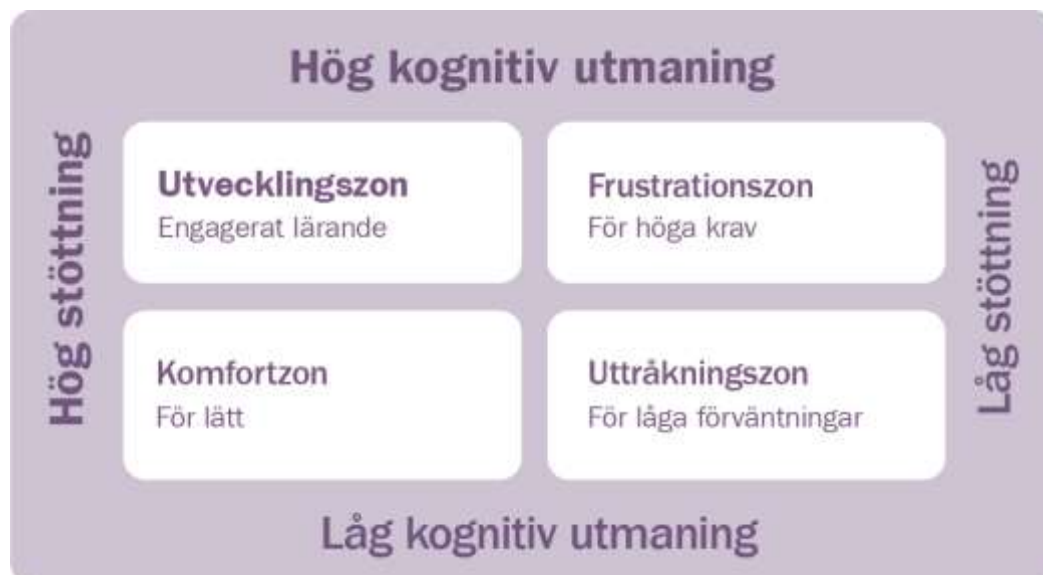 Hög kognitiv utmaning
Hög stöttning
Utvecklingszon
Engagerat lärande
Frustrationszon
För höga krav
Låg stöttning
Komfortzon
För lätt
Uttråkningszon
För låga förväntningar
Låg kognitiv utmaning